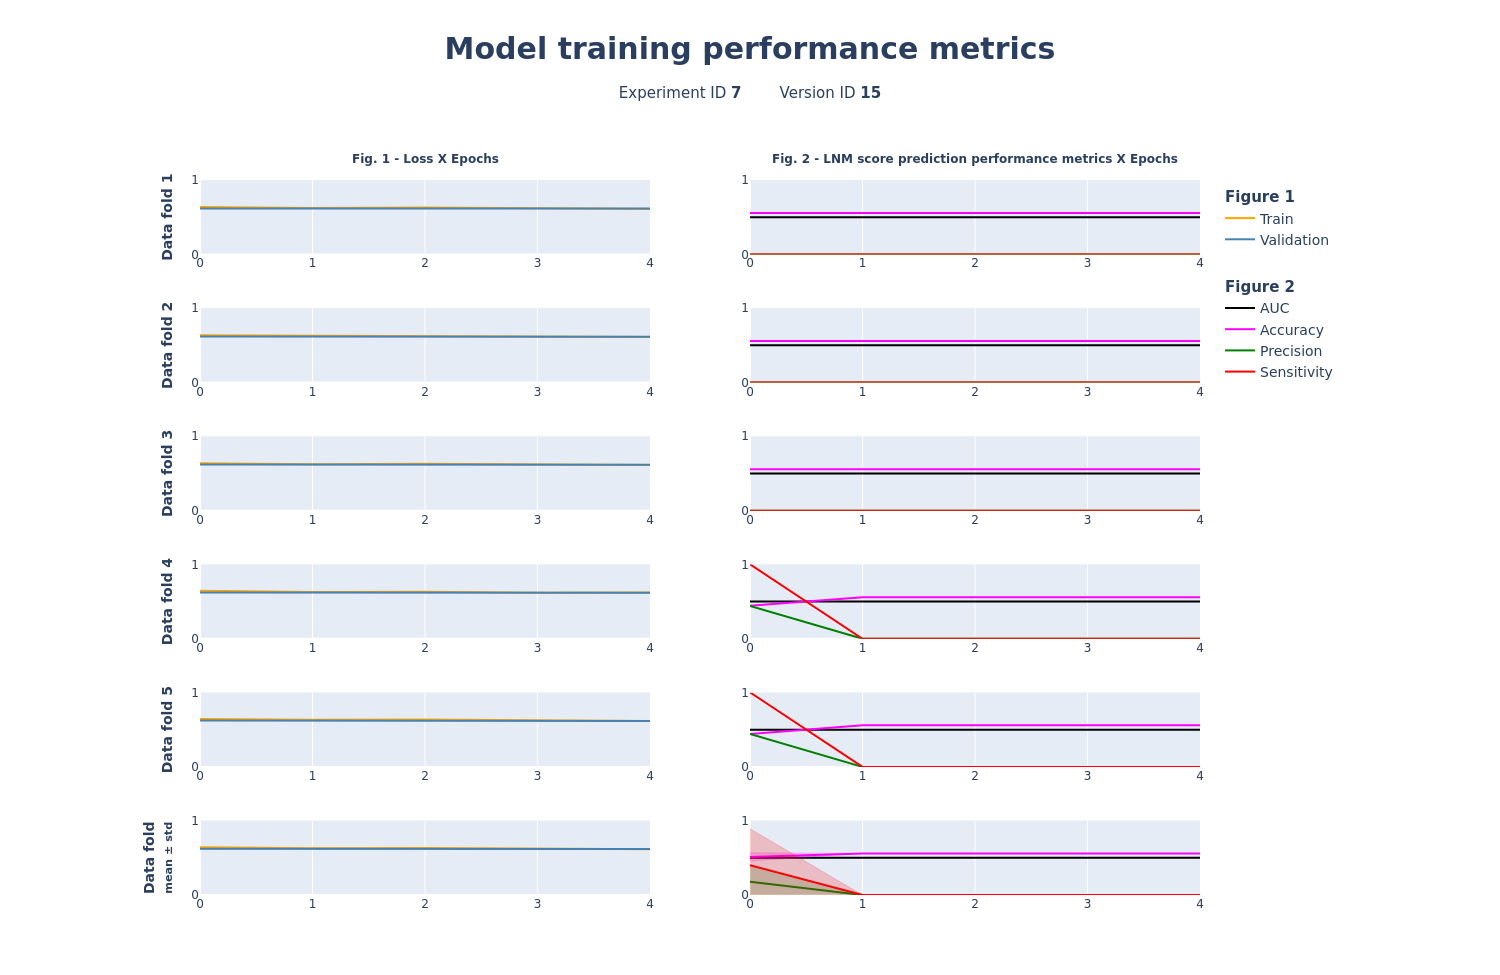 Model training performance metrics
Experiment ID 7 Version ID 15
Fig. 1 - Loss X Epochs
Fig. 2 - LNM score prediction performance metrics X Epochs
Data fold 1
1
0
0 1 2 3 4
1
0
0 1 2 3 4
Data fold 2
1
0
0 1 2 3 4
1
0
0 1 2 3 4
Data fold 3
1
0
0 1 2 3 4
1
0
0 1 2 3 4
Data fold 4
1
0
0 1 2 3 4
1
0
0 1 2 3 4
Data fold 5
1
0
0 1 2 3 4
1
0
0 1 2 3 4
Data fold
mean ± std
1
0
0 1 2 3 4
1
0
0 1 2 3 4
Figure 1
Train
Validation
Figure 2
AUC
Accuracy
Precision
Sensitivity